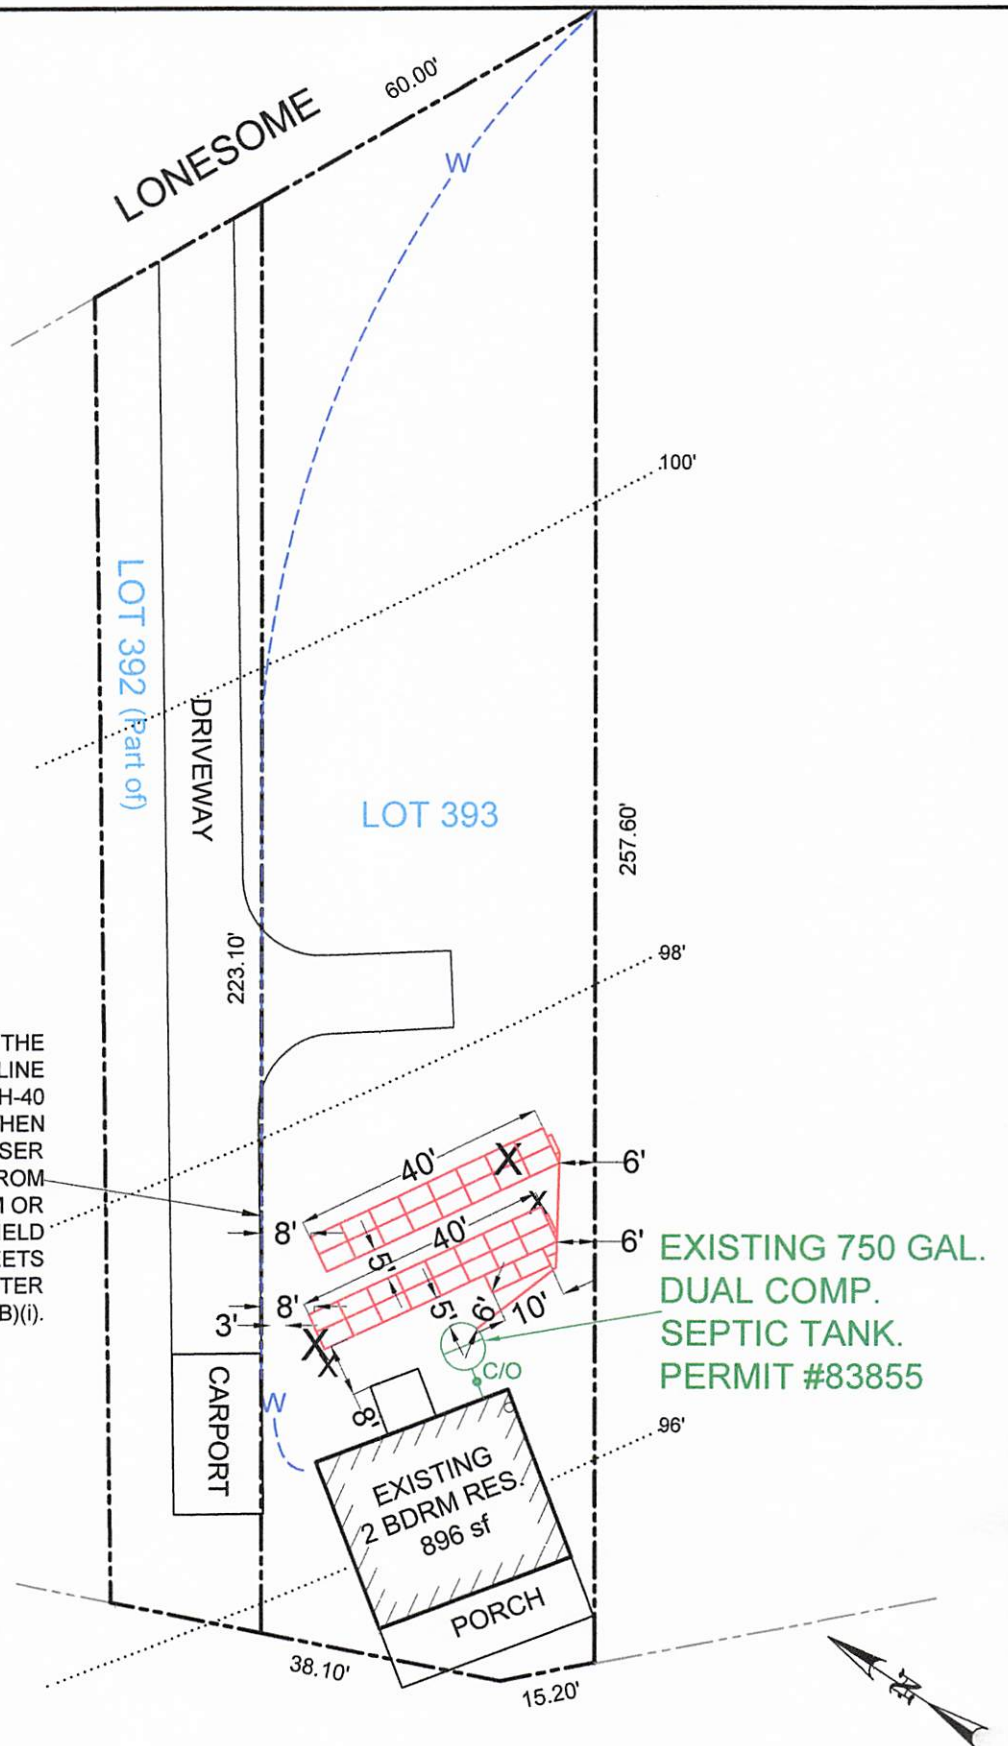 LONESOME
60.00'
W
100'
LOT 392 (Part of)
DRIVEWAY
LOT 393
257.60'
223.10'
98'
THE
LINE
H-40
HEN
SER
ROM
M OR
IELD
EETS
TER
B)(i).
40'
X
6'
8'
40'
X
5'
6'
8'
5'
6'
10'
3'
X
X
EXISTING 750 GAL.
DUAL COMP.
SEPTIC TANK.
PERMIT #83855
C/O
8'
W
CARPORT
96'
EXISTING
2 BDRM RES.
896 sf
PORCH
38.10'
15.20'
N